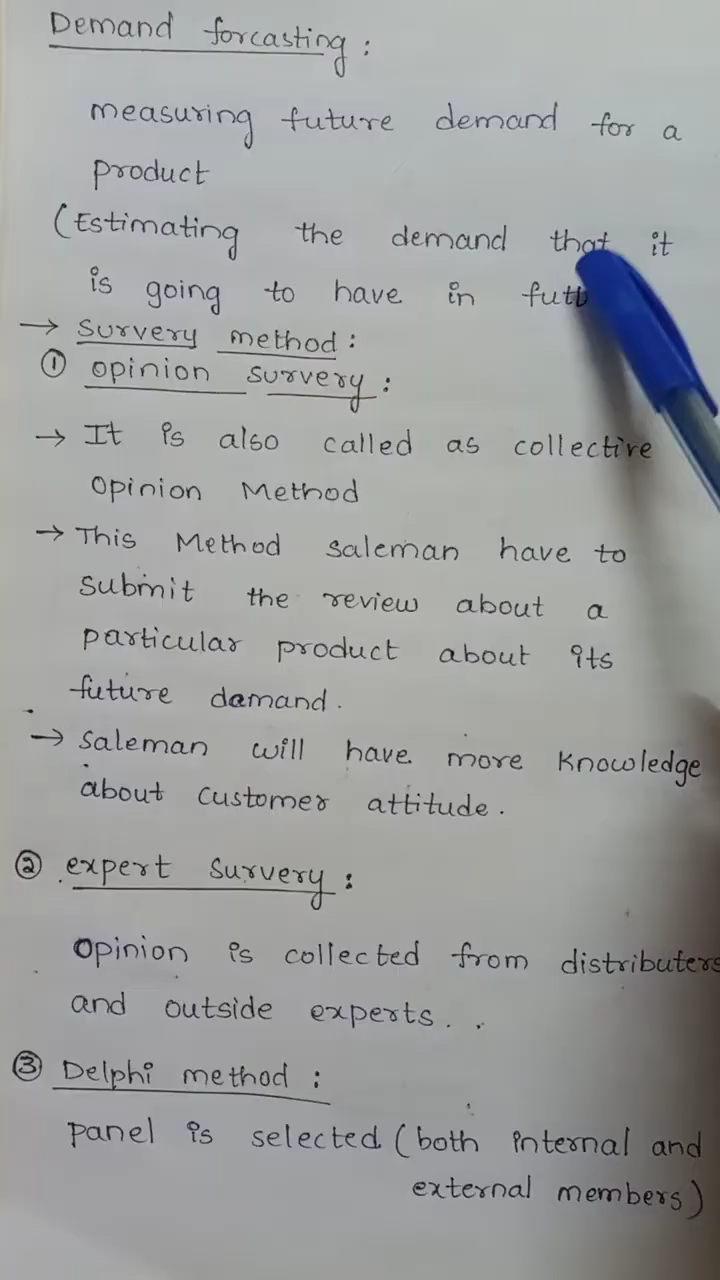 Demand forcasting :
measuring future demand for a
product
(Estimating the demand that it
is going to have in
→ survery method :
① opinion survery :
→ It is also called as collective
opinion Method
→ This Method saleman have to
submit the review about a
particular product about its
future damand .
→ saleman will have more knowledge
about customer attitude .
② expert survery :
opinion is collected from distributers
and outside experts . .
③ Delphi method :
panel is selected ( both internal and
external members )